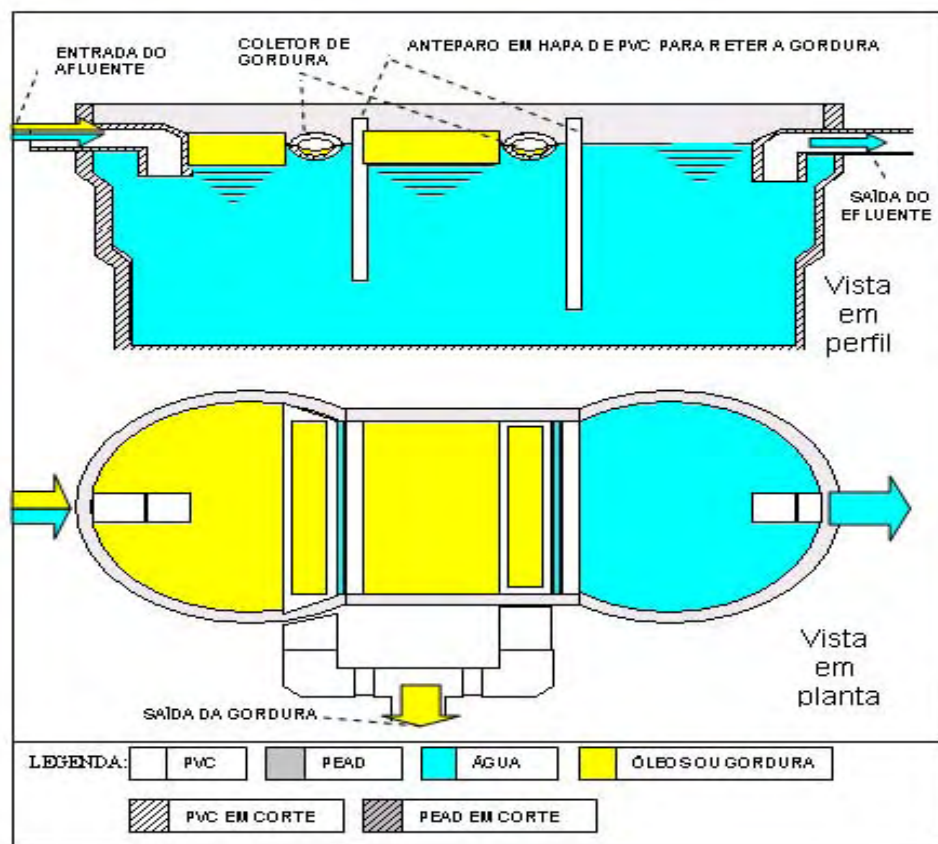 ENTRADA DO
AFLUENTE
COLETOR DE
GORDURA
ANTEPARO EM HAPA DE PVC PARA RETER A GORDURA
SAÍDA DO
EFLUENTE
Vista
em
perfil
Vista
em
planta
SAÍDA DA GORDURA
LEGENDA:
PVC
PEAD
ÁGUA
ÓLEOS OU GORDURA
PVC EM CORTE
PEAD EM CORTE